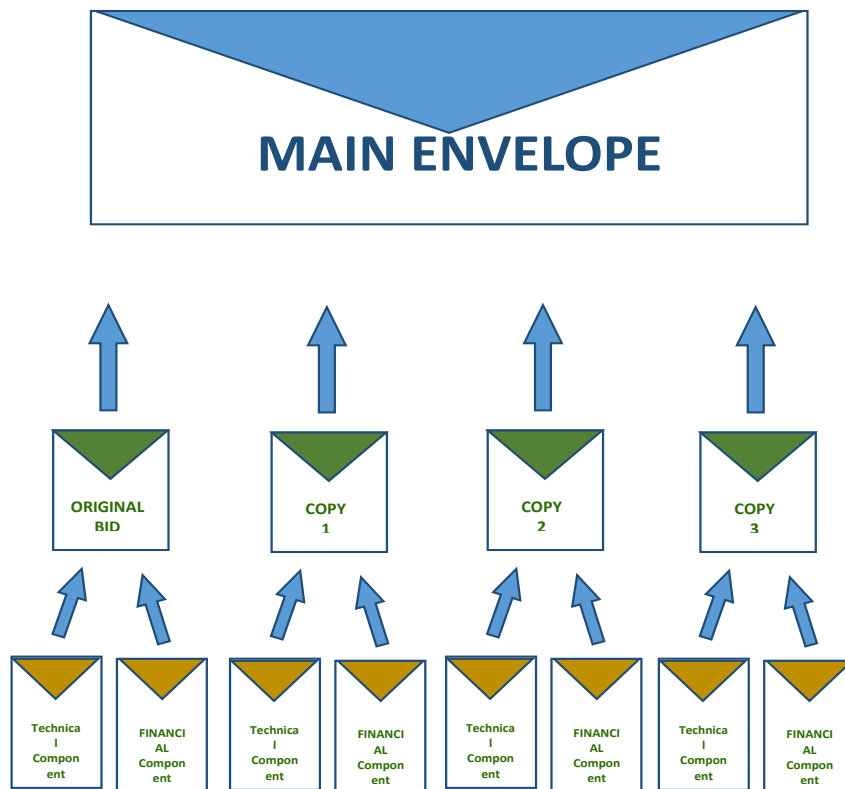 MAIN ENVELOPE
ORIGINAL
BID
COPY
1
COPY
2
COPY
3
Technica
l
Compon
ent
FINANCI
AL
Compon
ent
Technica
l
Compon
ent
FINANCI
AL
Compon
ent
Technica
l
Compon
ent
FINANCI
AL
Compon
ent
Technica
l
Compon
ent
FINANCI
AL
Compon
ent